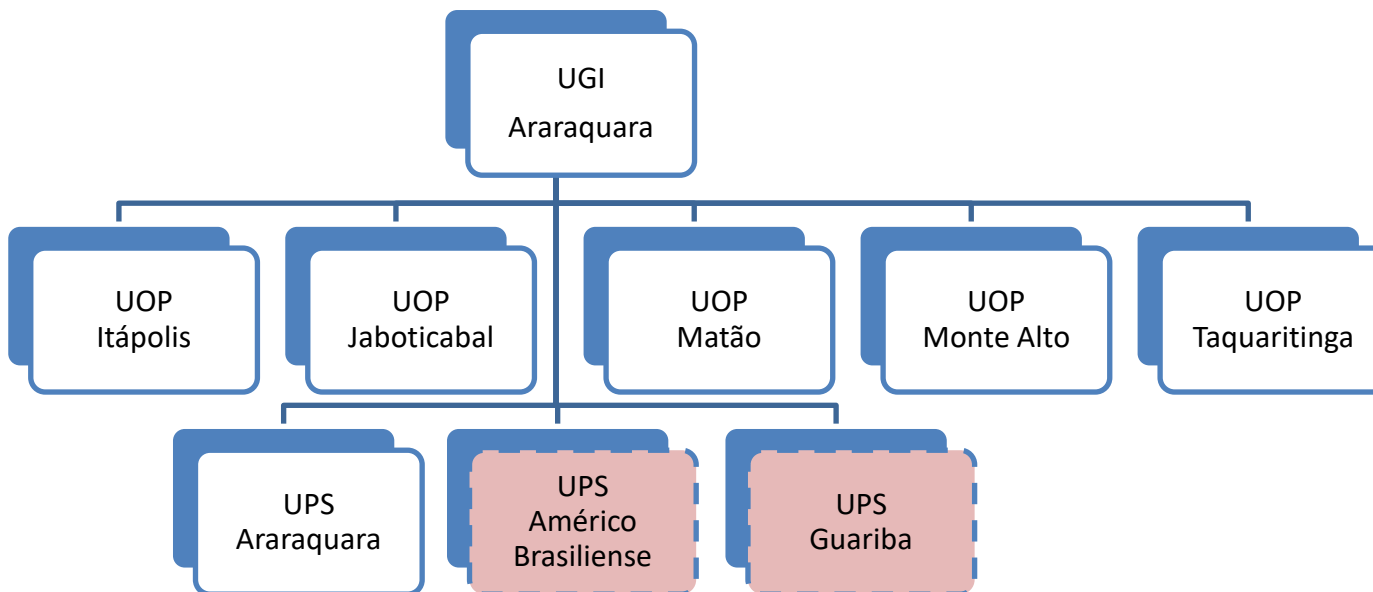 UGI
Araraquara
UOP
Itápolis
UOP
Jaboticabal
UOP
Matão
UOP
Monte Alto
UOP
Taquaritinga
UPS
Araraquara
UPS
Américo
Brasiliense
UPS
Guariba